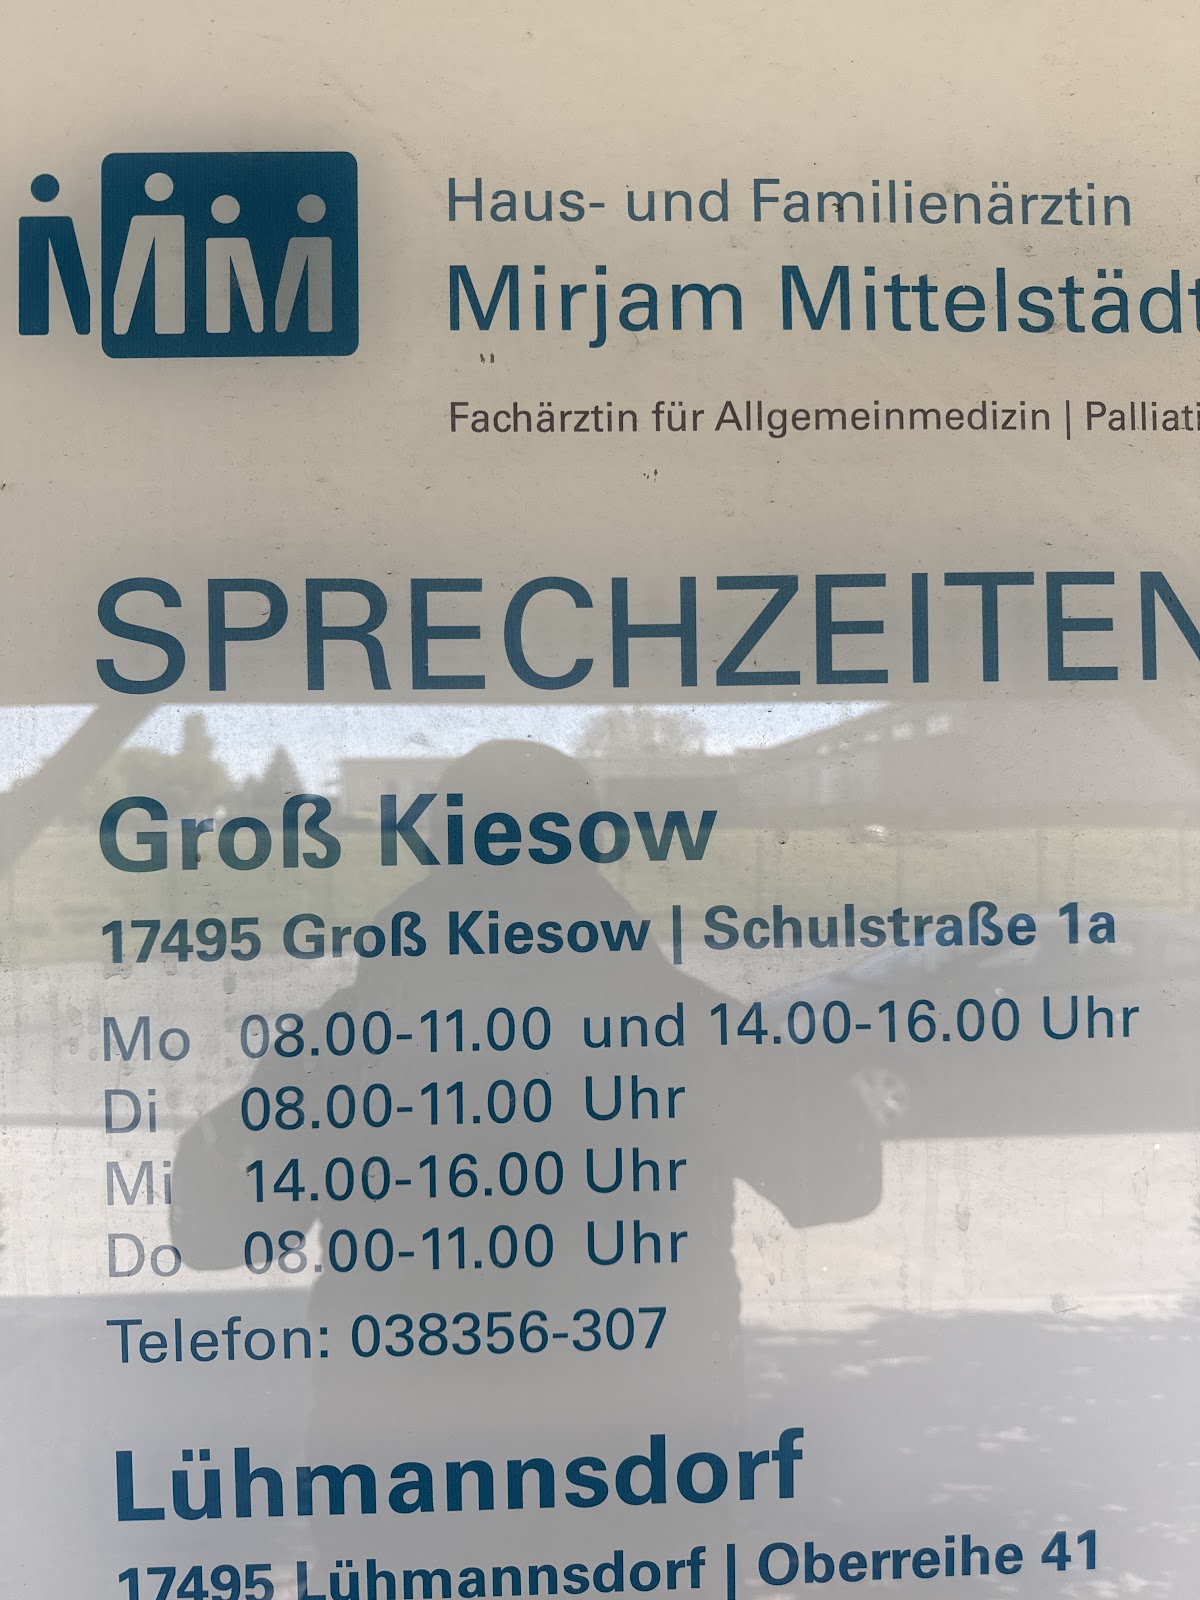 Haus- und Familienärztin
Mirjam Mittelstädt
Fachärztin für Allgemeinmedizin | Palliati
SPRECHZEITEN
Groß Kiesow
17495 Groß Kiesow | Schulstraße 1a
Mo 08.00-11.00 und 14.00-16.00 Uhr
Di 08.00-11.00 Uhr
Mi 14.00-16.00 Uhr
Do 08.00-11.00 Uhr
Telefon: 038356-307
Lühmannsdorf
17495 Lühmannsdorf | Oberreihe 41